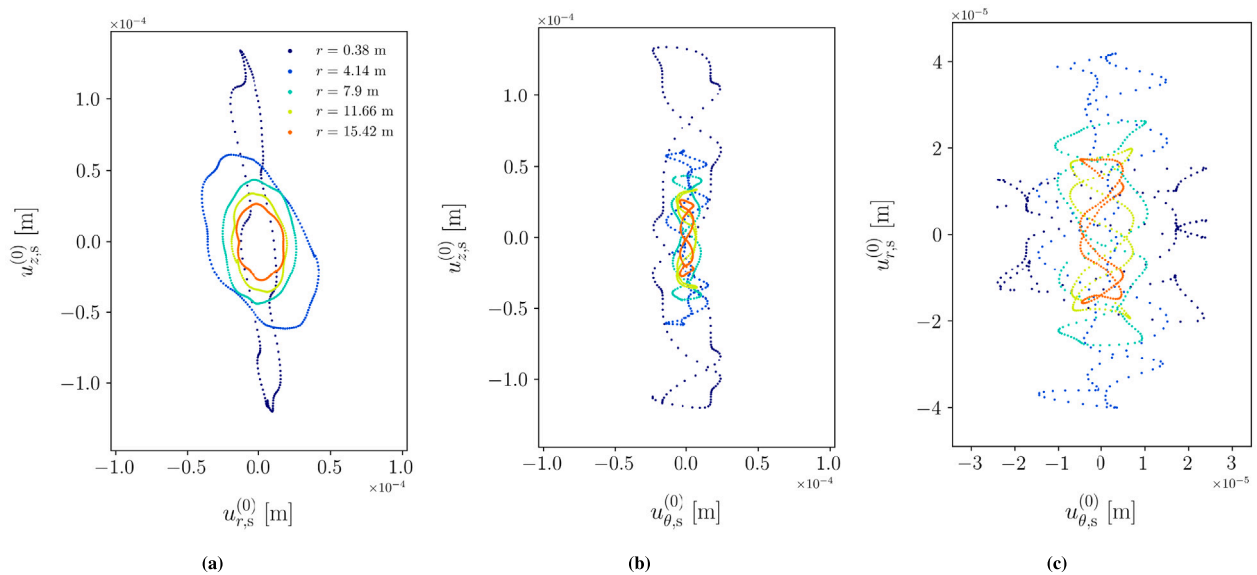 ×10⁻⁴
1.0
0.5
0.0
−0.5
−1.0
u_{z,s}^{(0)} [m]
r = 0.38 m
r = 4.14 m
r = 7.9 m
r = 11.66 m
r = 15.42 m
−1.0 −0.5 0.0 0.5 1.0
×10⁻⁴
u_{r,s}^{(0)} [m]
(a)
×10⁻⁴
1.0
0.5
0.0
−0.5
−1.0
u_{z,s}^{(0)} [m]
−1.0 −0.5 0.0 0.5 1.0
×10⁻⁴
u_{θ,s}^{(0)} [m]
(b)
×10⁻⁵
4
2
0
−2
−4
u_{r,s}^{(0)} [m]
−3 −2 −1 0 1 2 3
×10⁻⁵
u_{θ,s}^{(0)} [m]
(c)